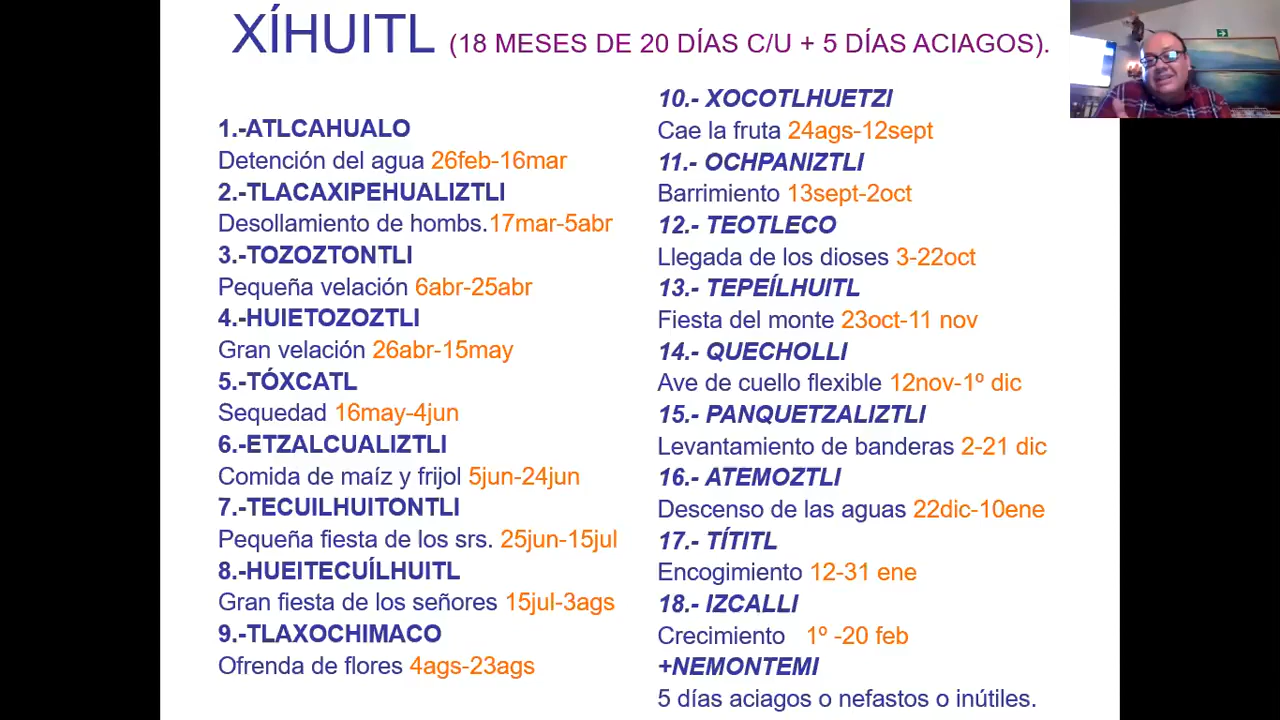 XÍHUITL (18 MESES DE 20 DÍAS C/U + 5 DÍAS ACIAGOS).
1.-ATLCAHUALO
Detención del agua 26feb-16mar
2.-TLACAXIPEHUALIZTLI
Desollamiento de hombs.17mar-5abr
3.-TOZOZTONTLI
Pequeña velación 6abr-25abr
4.-HUIETOZOZTLI
Gran velación 26abr-15may
5.-TÓXCATL
Sequedad 16may-4jun
6.-ETZALCUALIZTLI
Comida de maíz y frijol 5jun-24jun
7.-TECUILHUITONTLI
Pequeña fiesta de los srs. 25jun-15jul
8.-HUEITECUÍLHUITL
Gran fiesta de los señores 15jul-3ags
9.-TLAXOCHIMACO
Ofrenda de flores 4ags-23ags
10.- XOCOTLHUETZI
Cae la fruta 24ags-12sept
11.- OCHPANIZTLI
Barrimiento 13sept-2oct
12.- TEOTLECO
Llegada de los dioses 3-22oct
13.- TEPEÍLHUITL
Fiesta del monte 23oct-11 nov
14.- QUECHOLLI
Ave de cuello flexible 12nov-1º dic
15.- PANQUETZALIZTLI
Levantamiento de banderas 2-21 dic
16.- ATEMOZTLI
Descenso de las aguas 22dic-10ene
17.- TÍTITL
Encogimiento 12-31 ene
18.- IZCALLI
Crecimiento 1º -20 feb
+NEMONTEMI
5 días aciagos o nefastos o inútiles.